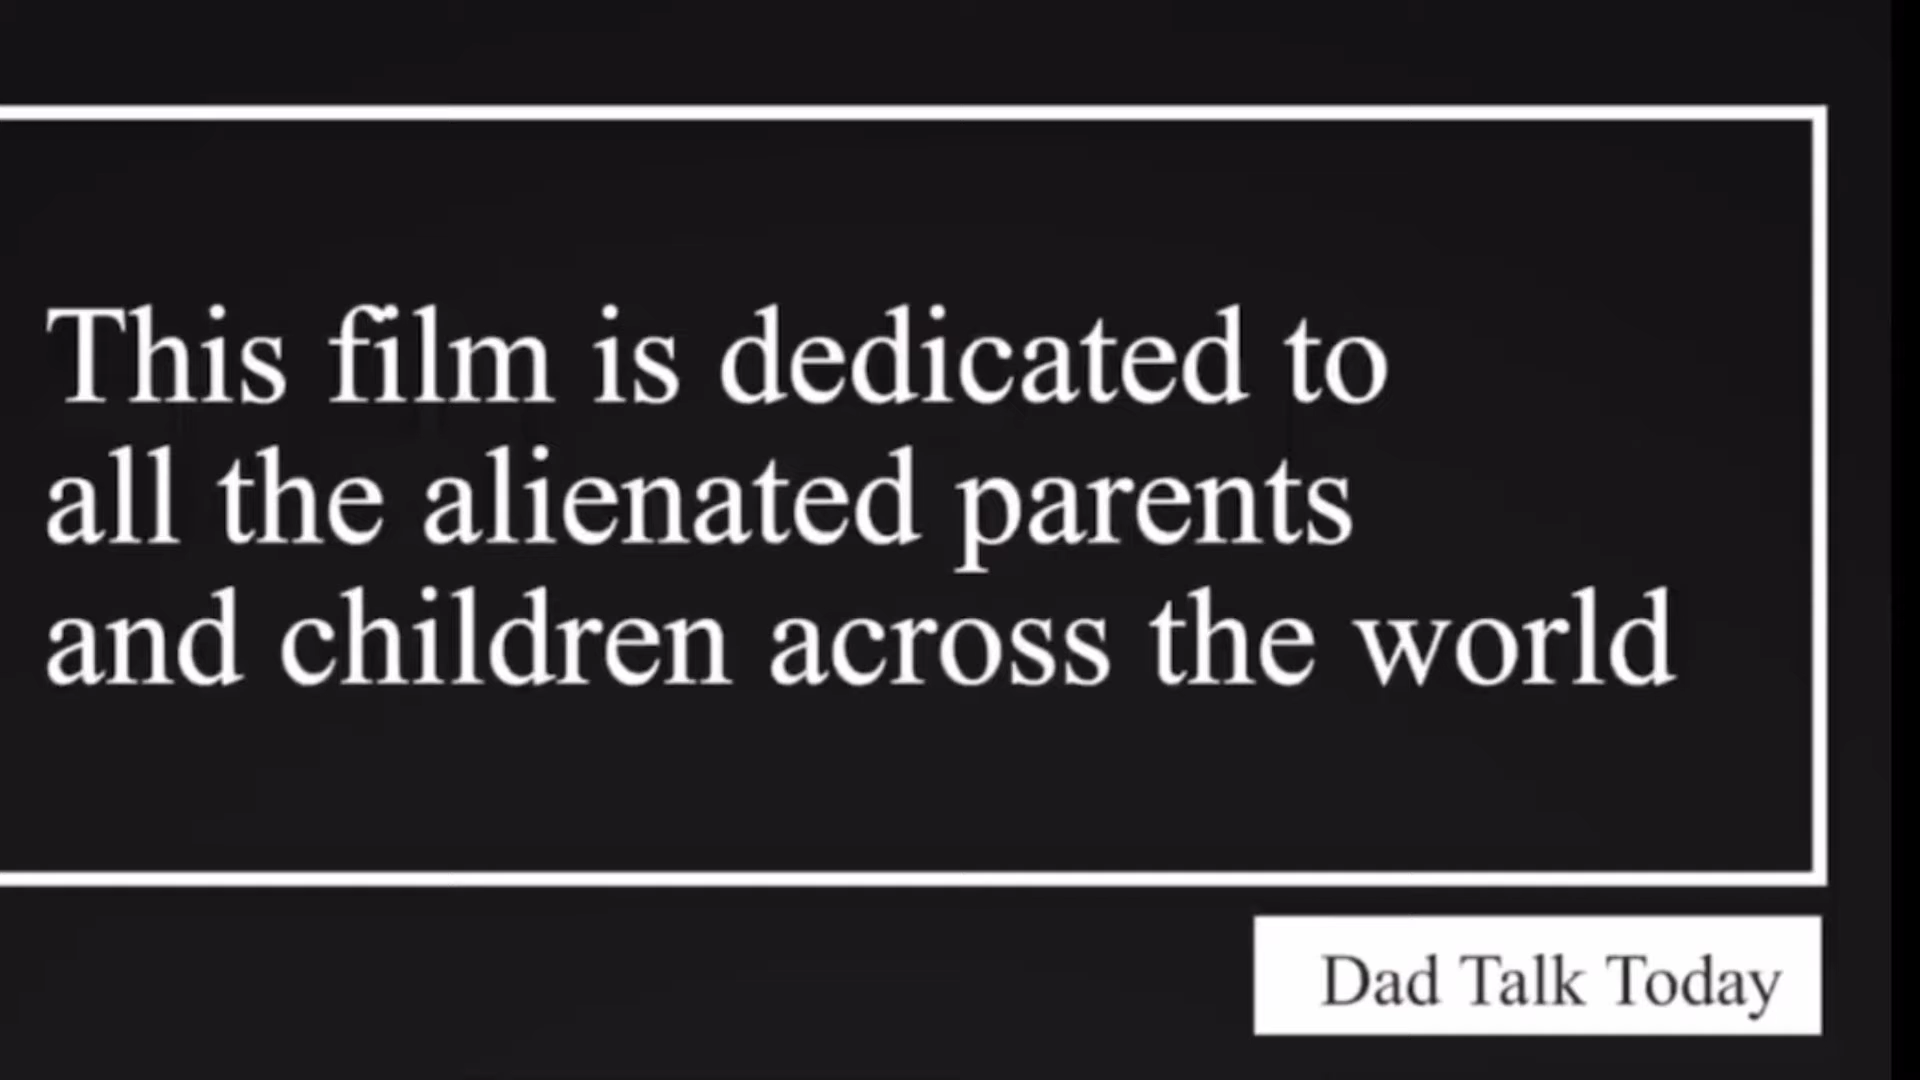 This film is dedicated to
all the alienated parents
and children across the world
Dad Talk Today